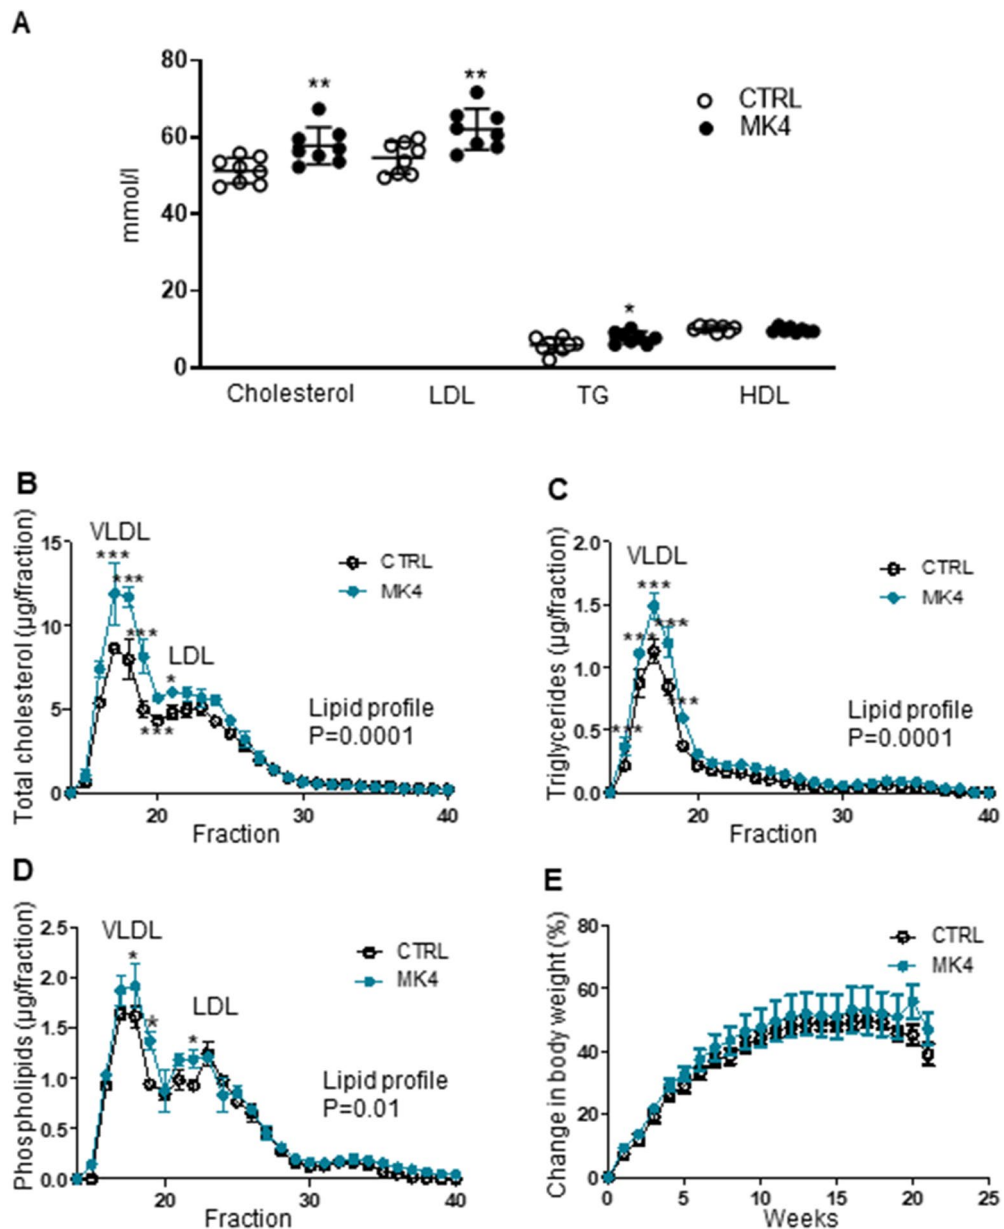 A
80
60
40
20
0
mmol/l
** ** * 
CTRL
MK4
Cholesterol LDL TG HDL
B
Total cholesterol (µg/fraction)
15
10
5
0
VLDL
***
***
***
LDL
*
***
CTRL
MK4
Lipid profile
P=0.0001
20 30 40
Fraction
C
Triglycerides (µg/fraction)
2.0
1.5
1.0
0.5
0.0
VLDL
***
***
***
***
***
CTRL
MK4
Lipid profile
P=0.0001
20 30 40
Fraction
D
Phospholipids (µg/fraction)
2.5
2.0
1.5
1.0
0.5
0.0
VLDL
*
*
LDL
*
CTRL
MK4
Lipid profile
P=0.01
20 30 40
Fraction
E
Change in body weight (%)
80
60
40
20
0
CTRL
MK4
0 5 10 15 20 25
Weeks